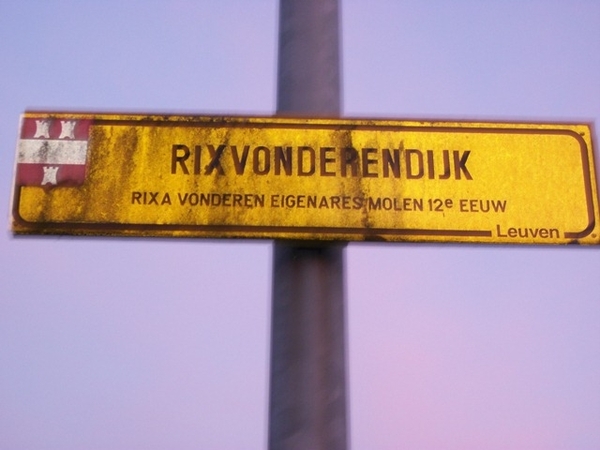 RIXVONDERENDIJK
RIXA VONDEREN EIGENARES MOLEN 12e EEUW
Leuven